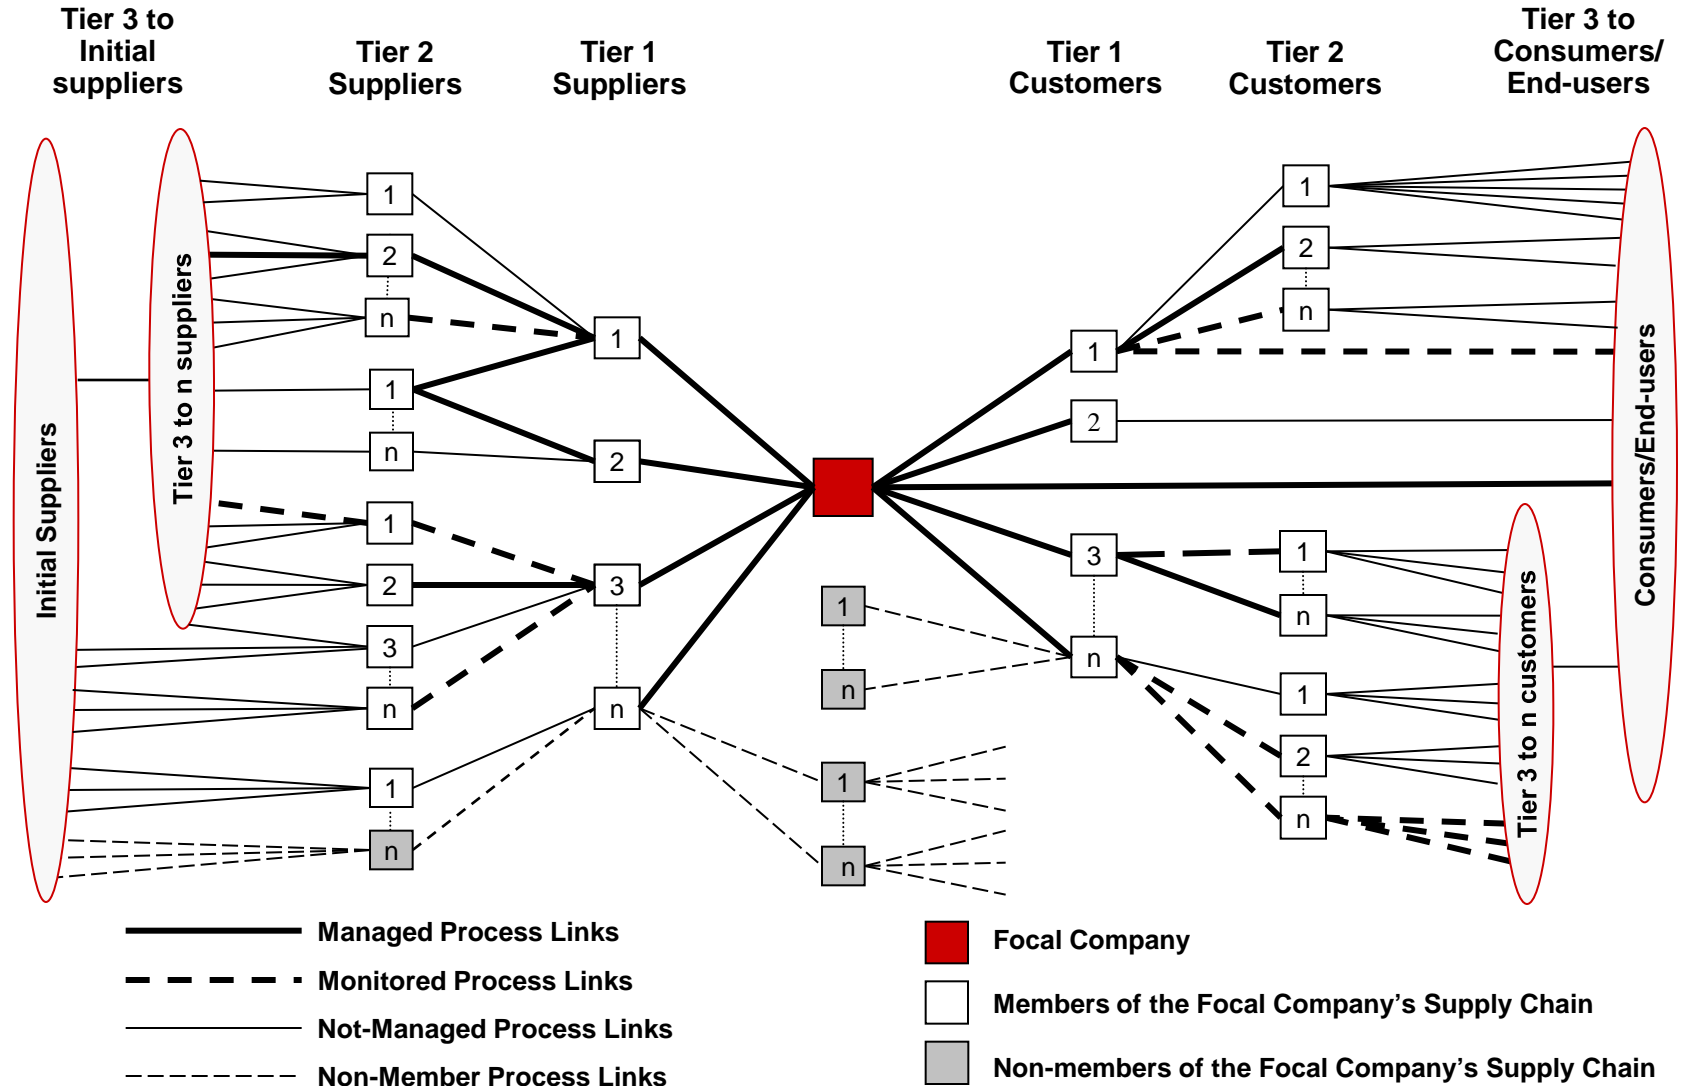 Tier 3 to
Initial
suppliers
Tier 2
Suppliers
Tier 1
Suppliers
Tier 1
Customers
Tier 2
Customers
Tier 3 to
Consumers/
End-users
Initial Suppliers
Tier 3 to n suppliers
1
2
n
1
n
1
2
3
n
1
n
1
2
3
n
1
n
1
n
1
2
3
n
1
2
n
1
n
1
2
n
Tier 3 to n customers
Consumers/End-users
Managed Process Links
Monitored Process Links
Not-Managed Process Links
Non-Member Process Links
Focal Company
Members of the Focal Company’s Supply Chain
Non-members of the Focal Company’s Supply Chain